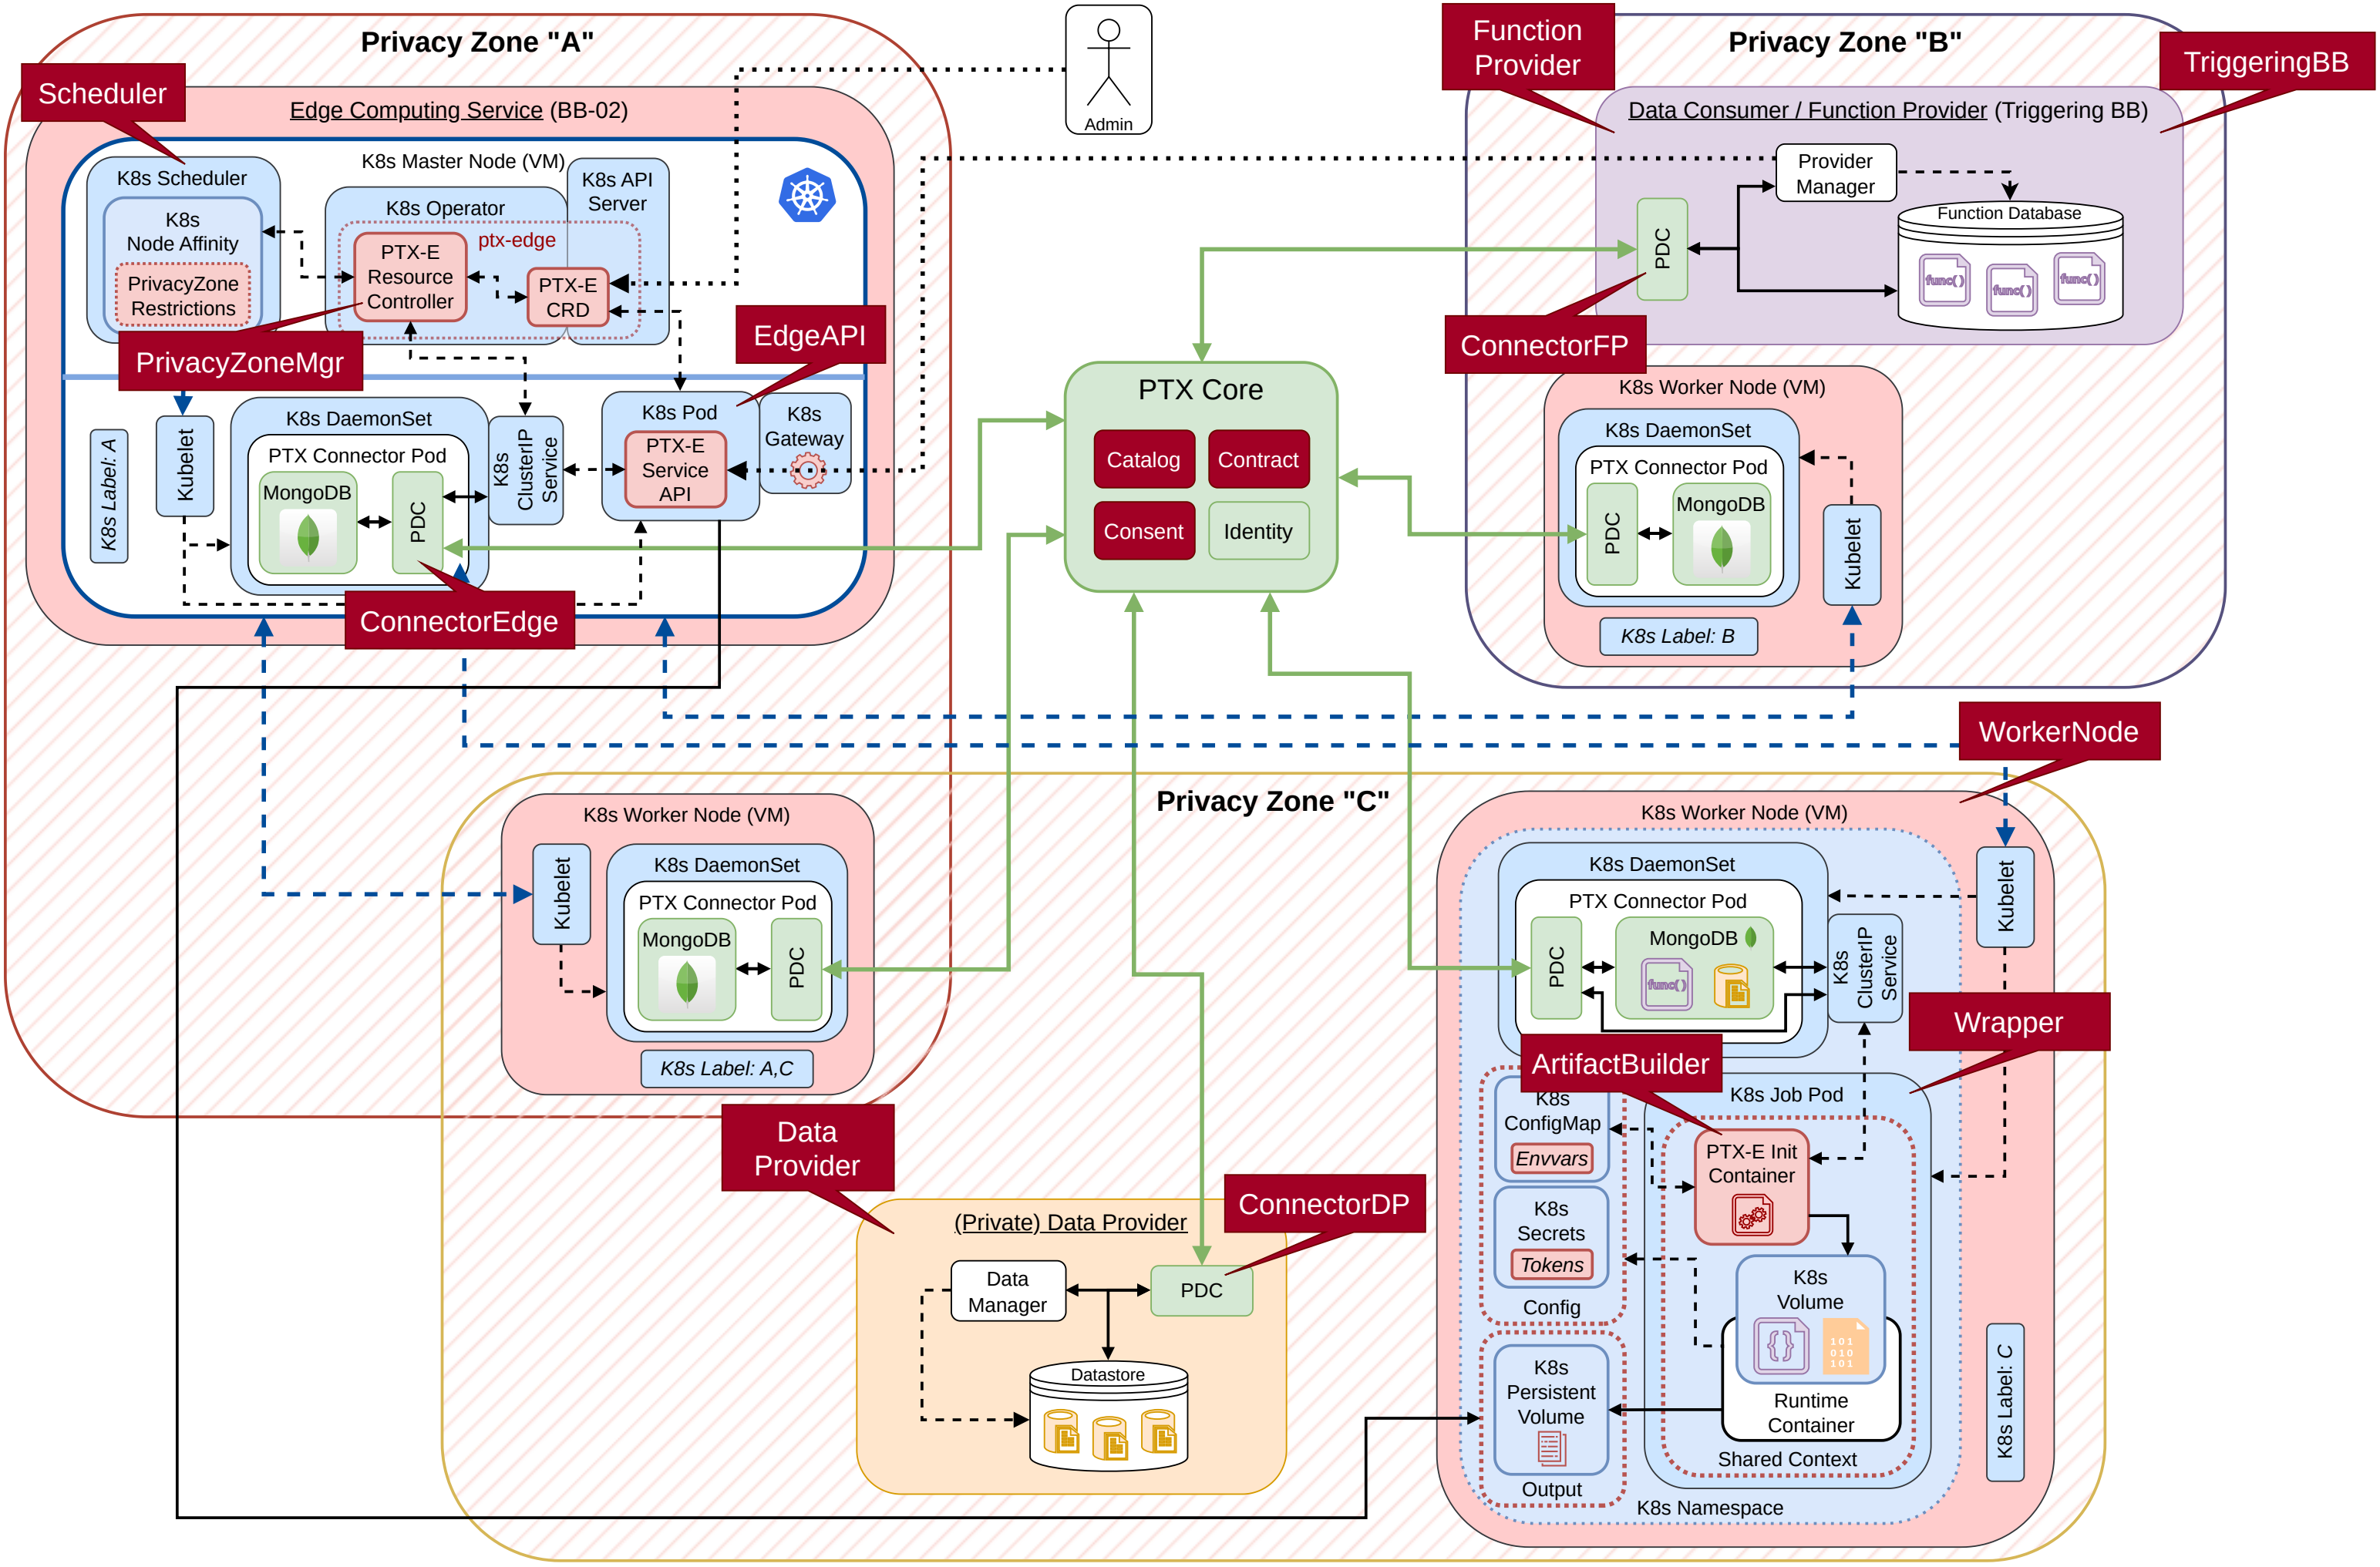 Privacy Zone "A"
Scheduler
Edge Computing Service (BB-02)
K8s Master Node (VM)
K8s Scheduler
K8s
Node Affinity
PrivacyZone
Restrictions
K8s Operator
ptx-edge
PTX-E
Resource
Controller
K8s API
Server
PTX-E
CRD
PrivacyZoneMgr
EdgeAPI
K8s Label: A
Kubelet
K8s DaemonSet
PTX Connector Pod
MongoDB
PDC
K8s
ClusterIP
Service
K8s Pod
PTX-E
Service
API
K8s
Gateway
ConnectorEdge
Admin
PTX Core
Catalog
Contract
Consent
Identity
Privacy Zone "B"
Function
Provider
TriggeringBB
Data Consumer / Function Provider (Triggering BB)
Provider
Manager
PDC
Function Database
func()
func()
func()
ConnectorFP
K8s Worker Node (VM)
K8s DaemonSet
PTX Connector Pod
PDC
MongoDB
Kubelet
K8s Label: B
Privacy Zone "C"
K8s Worker Node (VM)
Kubelet
K8s DaemonSet
PTX Connector Pod
MongoDB
PDC
K8s Label: A,C
Data
Provider
(Private) Data Provider
ConnectorDP
Data
Manager
PDC
Datastore
WorkerNode
K8s Worker Node (VM)
K8s DaemonSet
PTX Connector Pod
PDC
MongoDB
func()
K8s
ClusterIP
Service
Kubelet
Wrapper
ArtifactBuilder
K8s
ConfigMap
Envvars
K8s
Secrets
Tokens
Config
K8s
Persistent
Volume
Output
K8s Job Pod
PTX-E Init
Container
K8s
Volume
{}
101
010
101
Runtime
Container
Shared Context
K8s Namespace
K8s Label: C